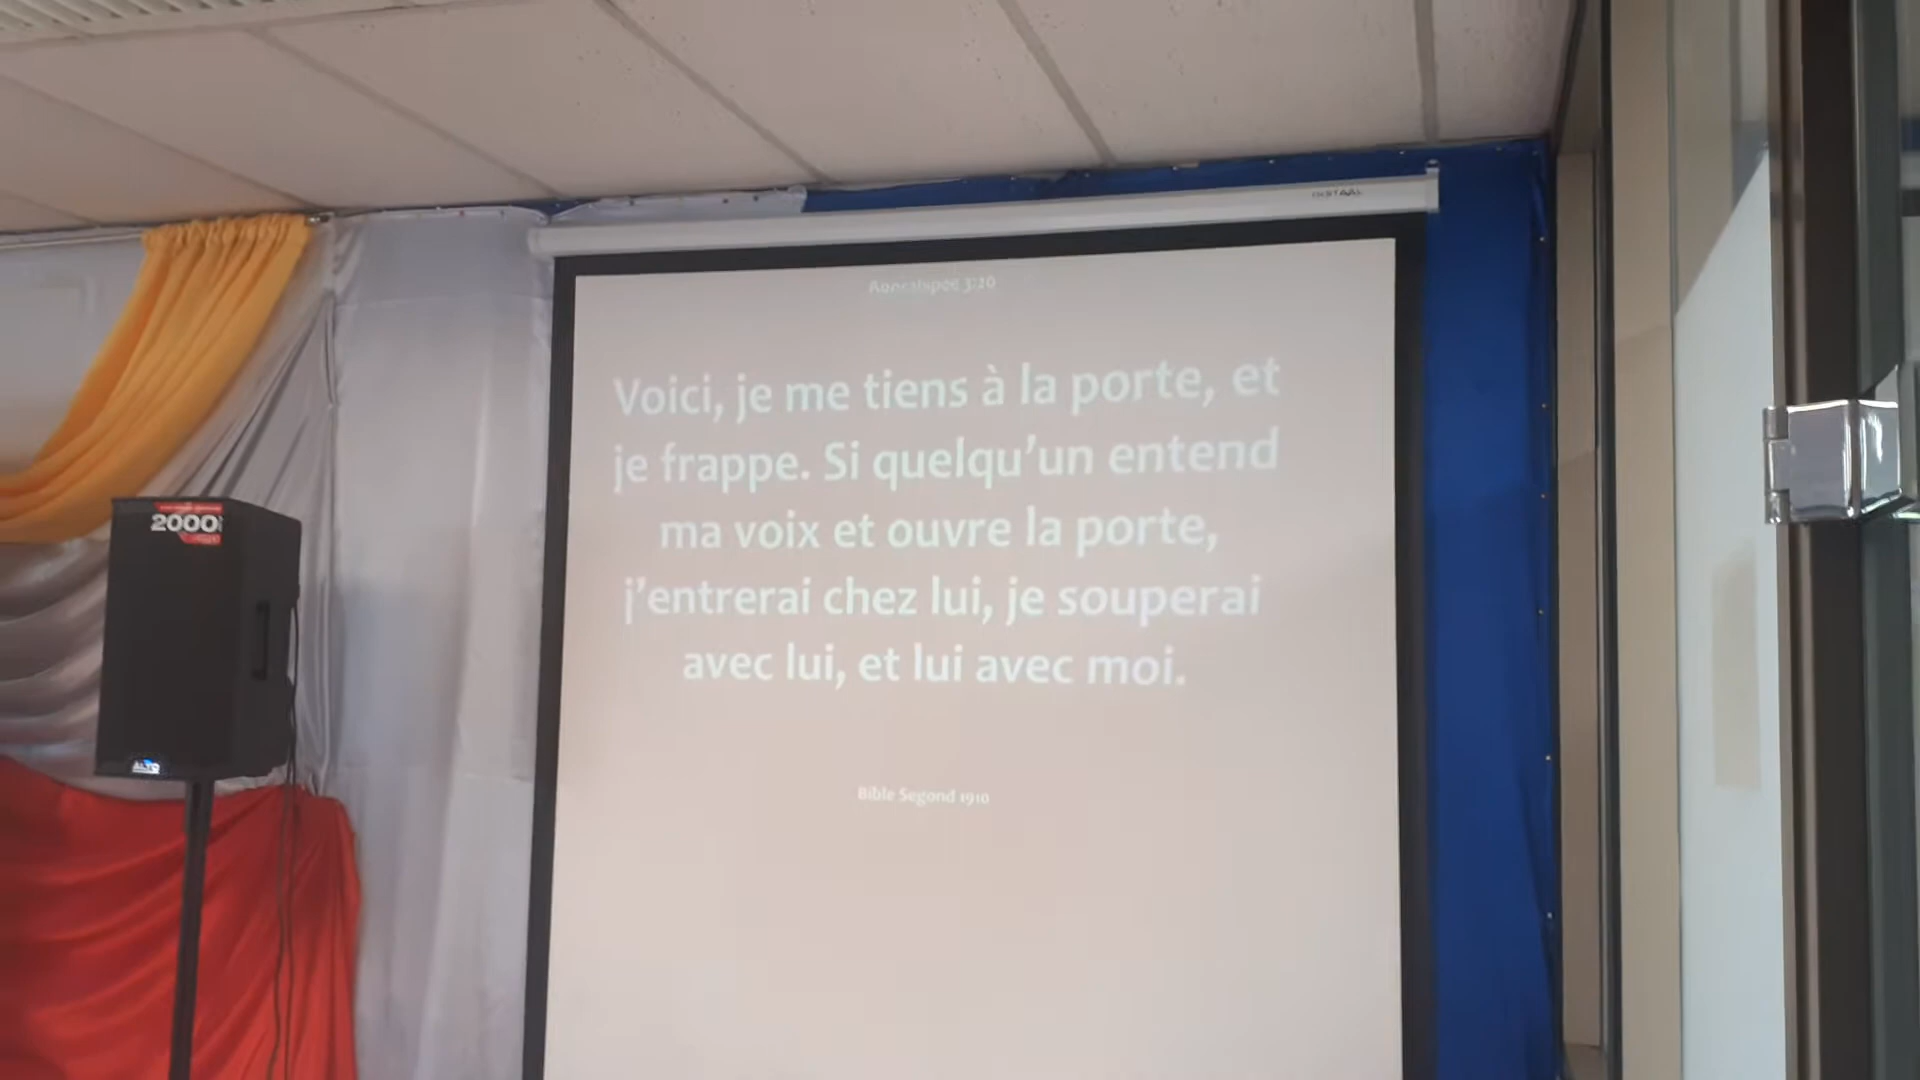 Apocalypse 3:20
Voici, je me tiens à la porte, et
je frappe. Si quelqu’un entend
ma voix et ouvre la porte,
j’entrerai chez lui, je souperai
avec lui, et lui avec moi.
Bible Segond 1910
2000
ALTO